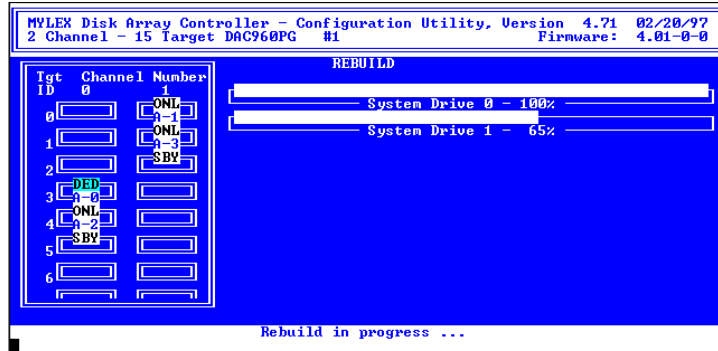 MYLEX Disk Array Controller – Configuration Utility, Version 4.71 02/20/97
2 Channel – 15 Target DAC960PG #1 Firmware: 4.01-0-0
REBUILD
Tgt Channel Number
ID 0 1
0 ONL A-1
1 ONL A-3
2 SBY
3 DED A-0
4 ONL A-2
5 SBY
6
System Drive 0 – 100%
System Drive 1 – 65%
Rebuild in progress ...